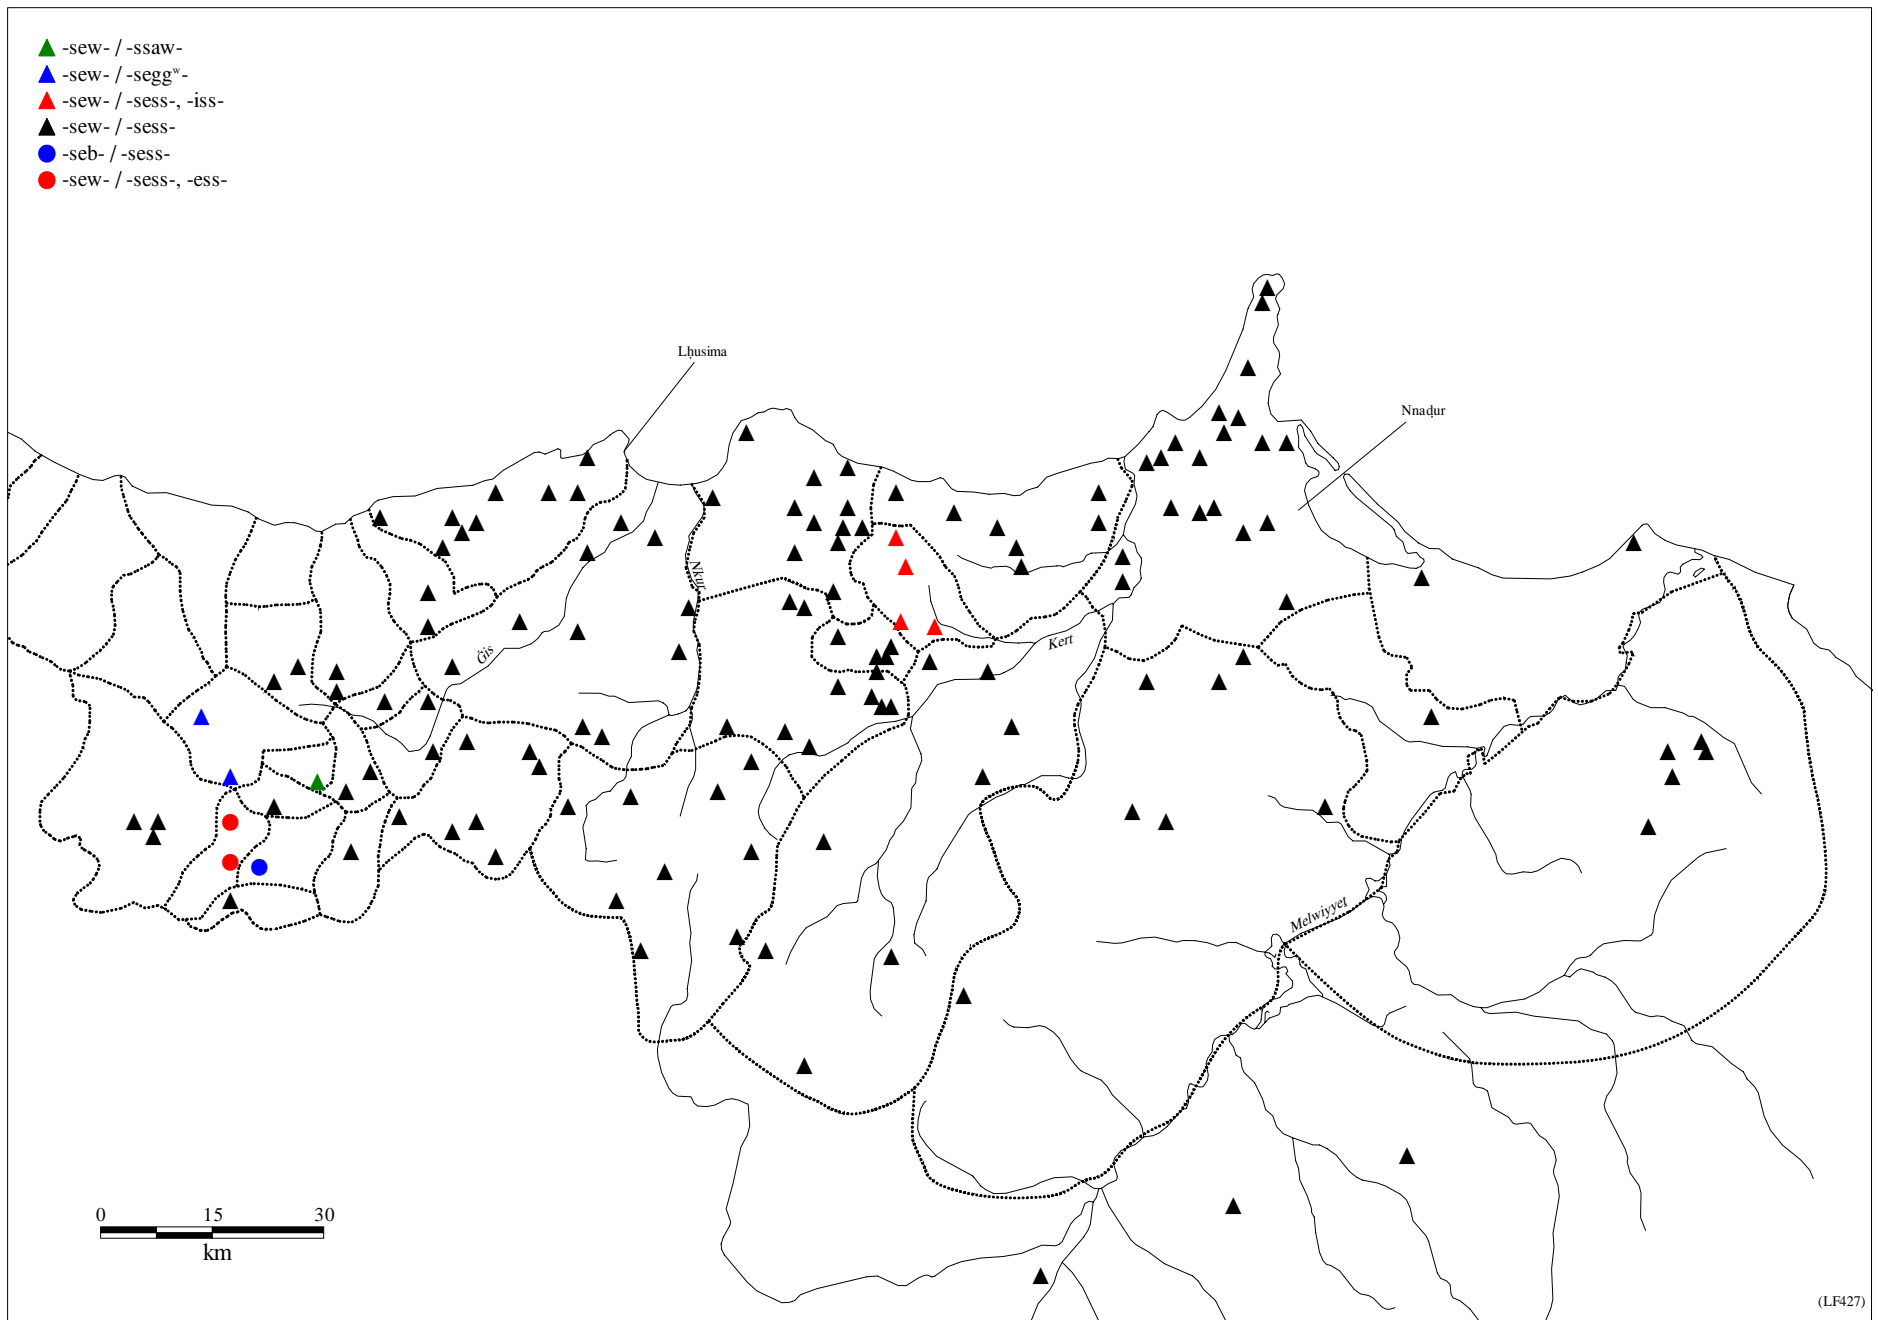 -sew- / -ssaw-
-sew- / -seggʷ-
-sew- / -sess-, -iss-
-sew- / -sess-
-seb- / -sess-
-sew- / -sess-, -ess-
Lḥusima
Nnaḍur
Nkur
Ɣis
Kert
Melwiyyet
0 15 30
km
(LF427)